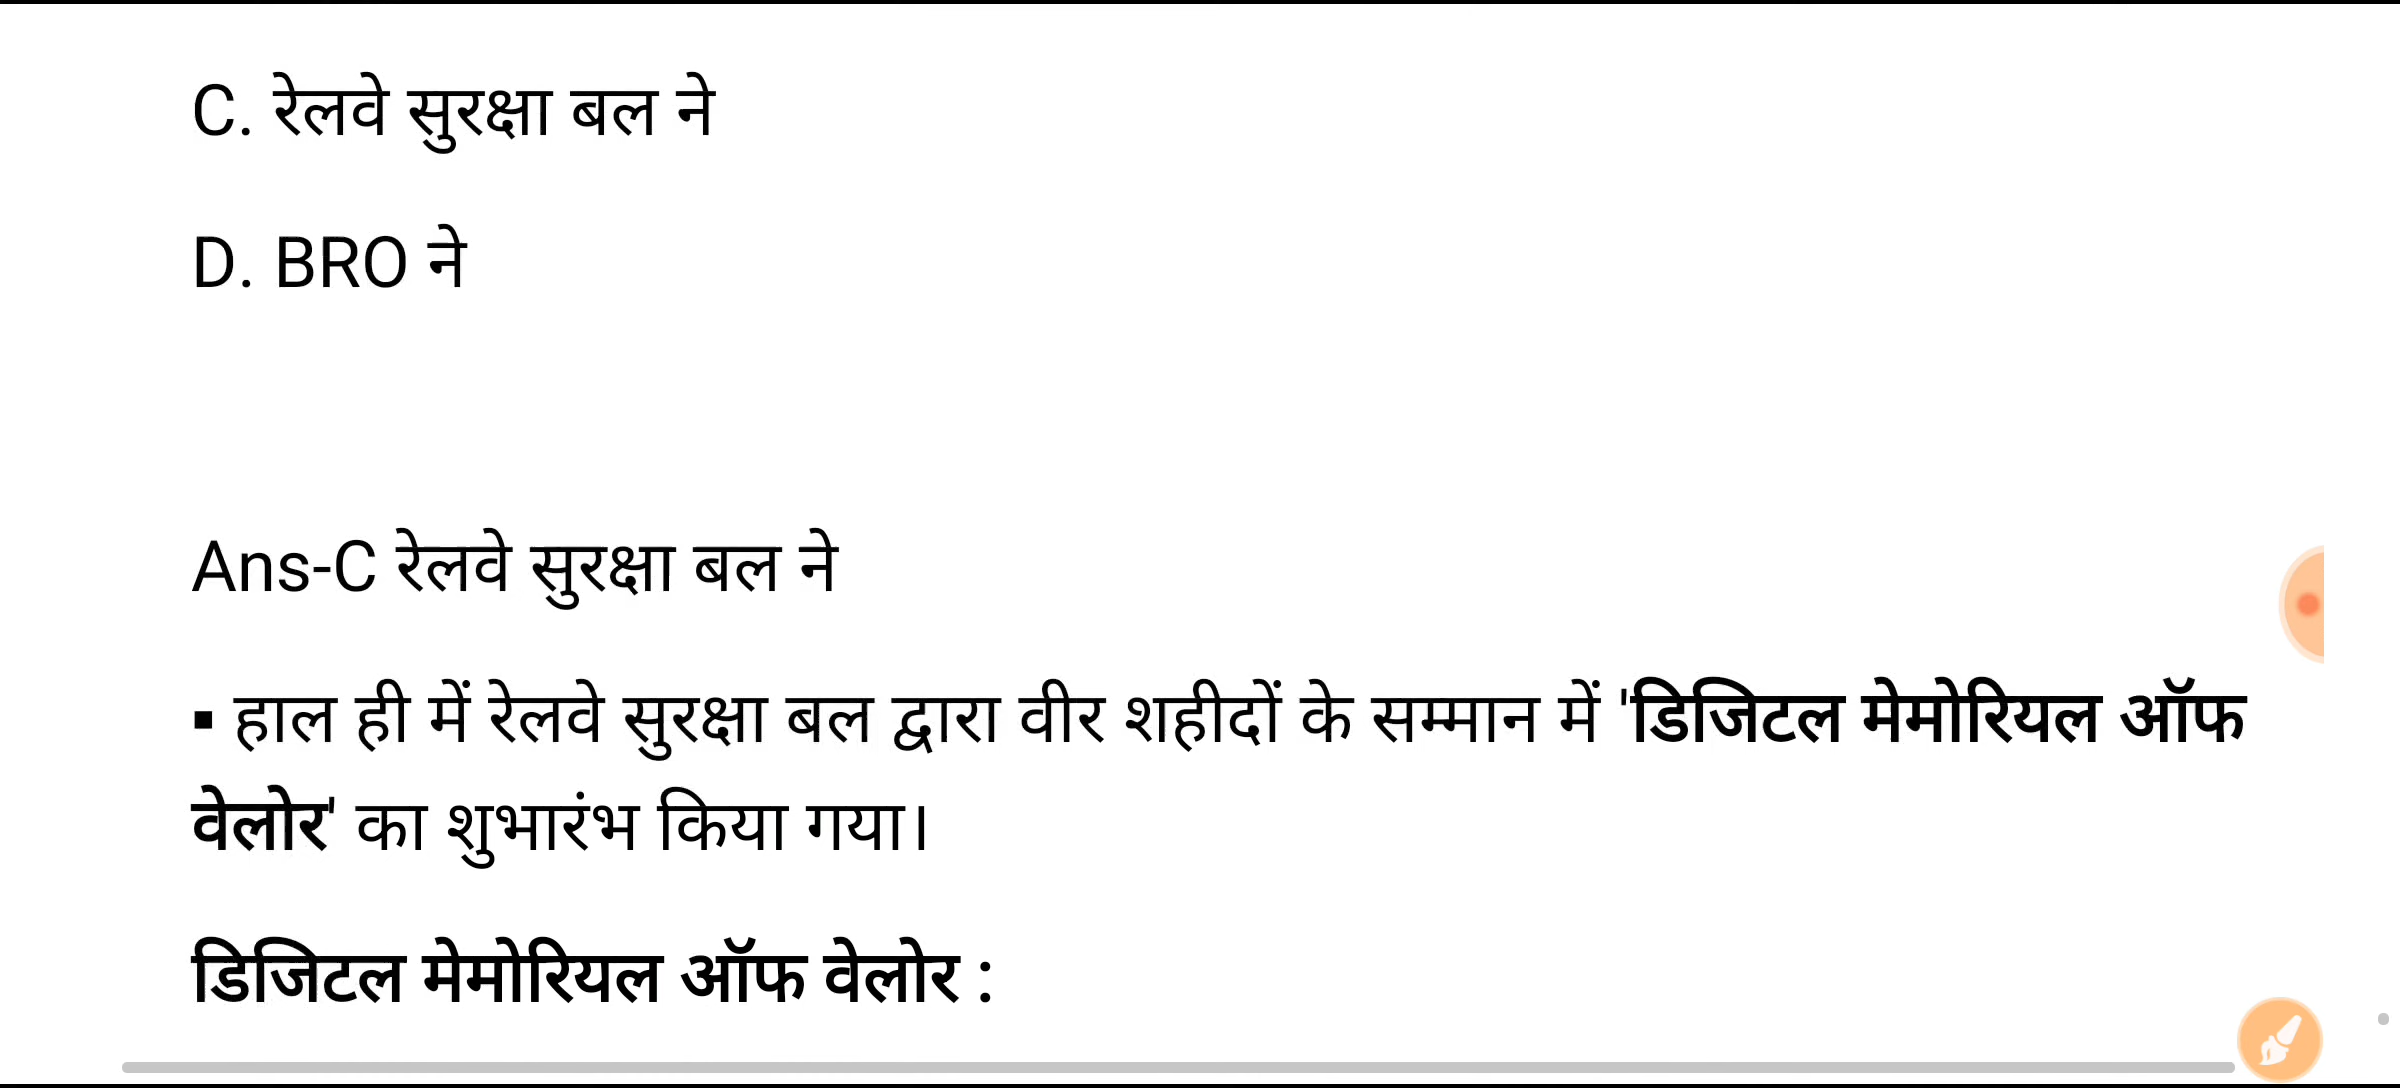 C. रेलवे सुरक्षा बल ने
D. BRO ने
Ans-C रेलवे सुरक्षा बल ने
▪ हाल ही में रेलवे सुरक्षा बल द्वारा वीर शहीदों के सम्मान में 'डिजिटल मेमोरियल ऑफ
वेलोर' का शुभारंभ किया गया।
डिजिटल मेमोरियल ऑफ वेलोर :